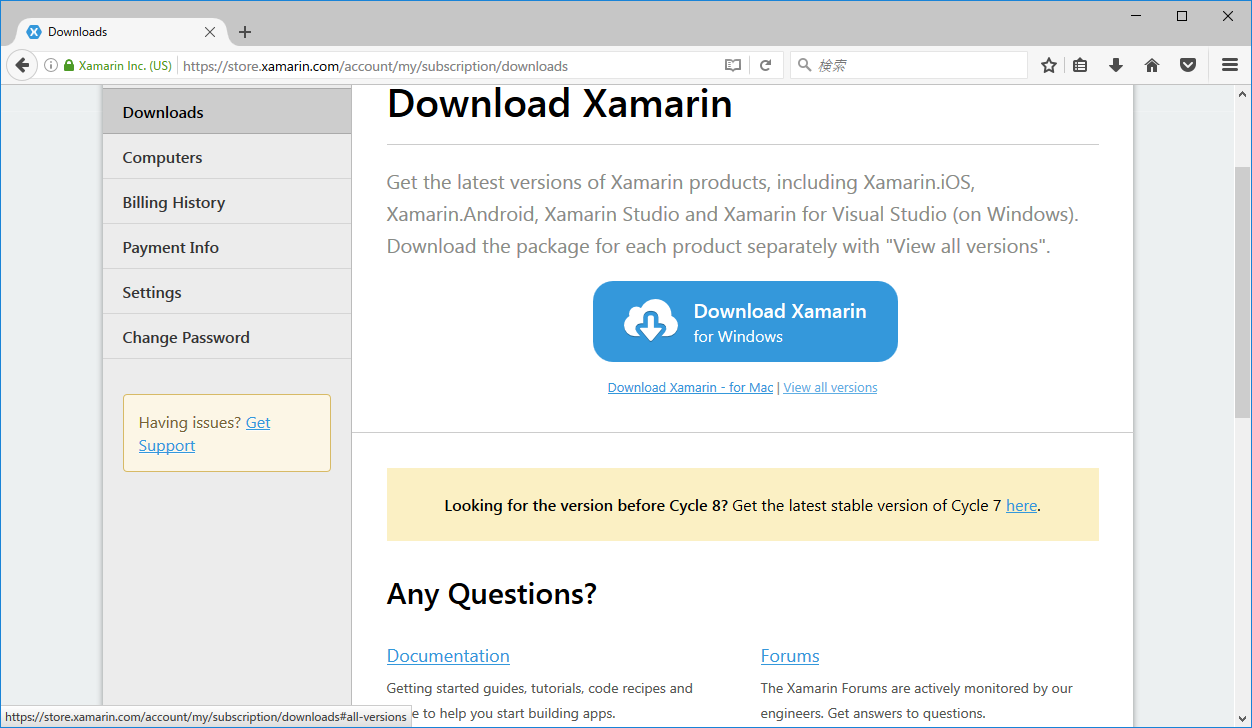 Downloads
Xamarin Inc. (US)
https://store.xamarin.com/account/my/subscription/downloads
検索
Downloads
Computers
Billing History
Payment Info
Settings
Change Password
Having issues? Get
Support
Download Xamarin
Get the latest versions of Xamarin products, including Xamarin.iOS,
Xamarin.Android, Xamarin Studio and Xamarin for Visual Studio (on Windows).
Download the package for each product separately with "View all versions".
Download Xamarin
for Windows
Download Xamarin - for Mac | View all versions
Looking for the version before Cycle 8? Get the latest stable version of Cycle 7 here.
Any Questions?
Documentation
Getting started guides, tutorials, code recipes and
e to help you start building apps.
Forums
The Xamarin Forums are actively monitored by our
engineers. Get answers to questions.
https://store.xamarin.com/account/my/subscription/downloads#all-versions